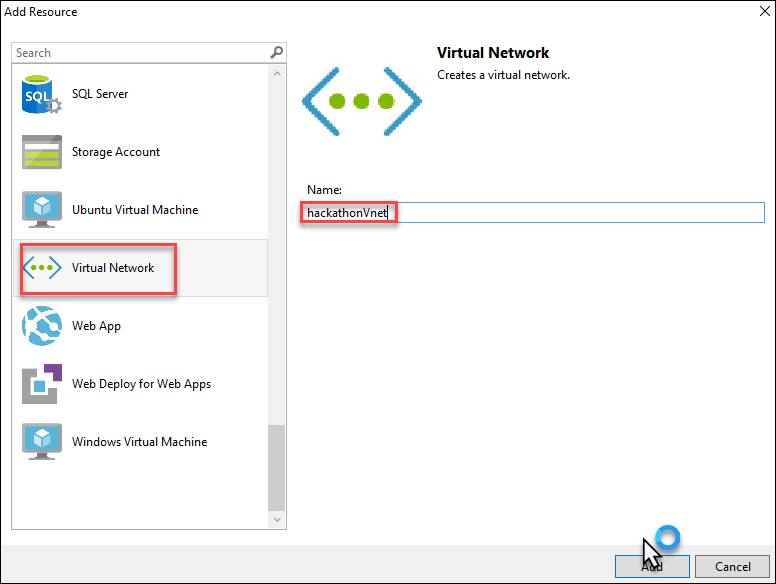 Add Resource
Search
SQL
SQL Server
Storage Account
Ubuntu Virtual Machine
Virtual Network
Web App
Web Deploy for Web Apps
Windows Virtual Machine
Virtual Network
Creates a virtual network.
Name:
hackathonVnet
Add
Cancel